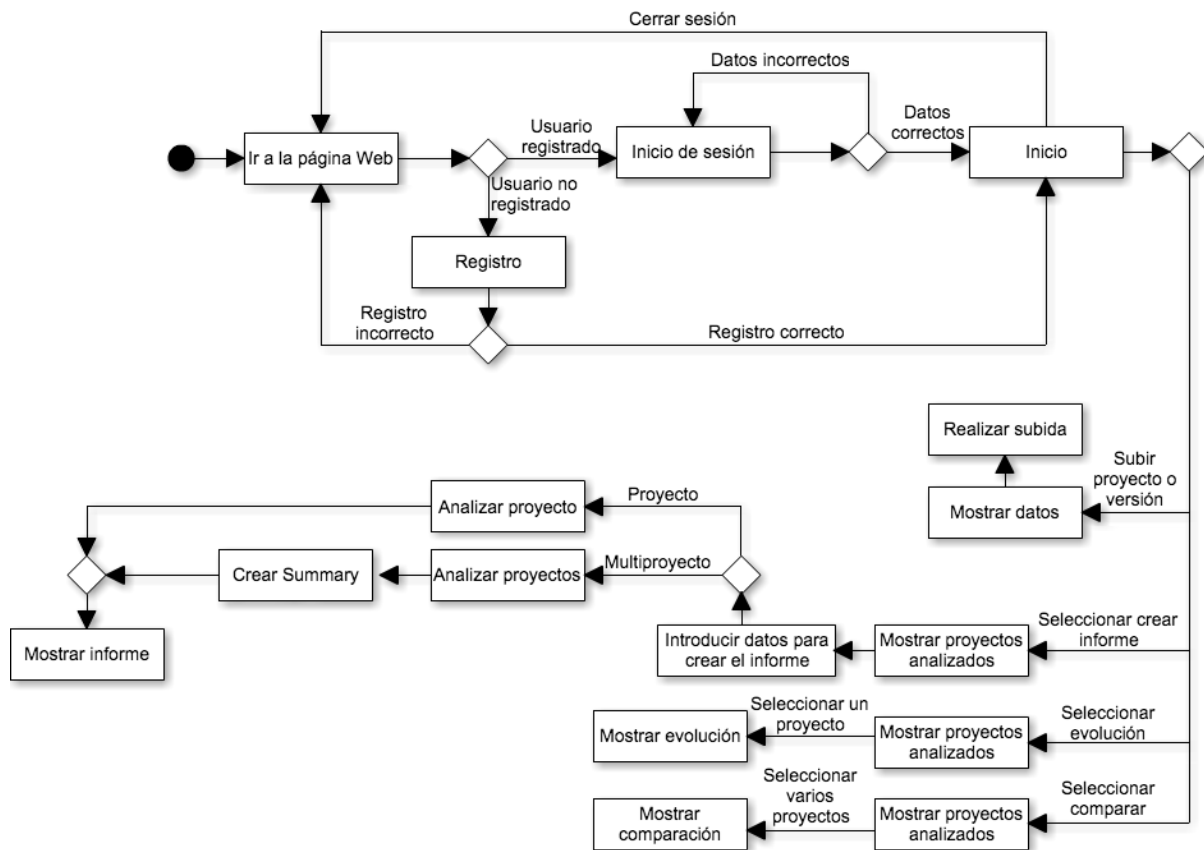 Cerrar sesión
Datos incorrectos
Usuario
registrado
Datos
correctos
Ir a la página Web
Inicio de sesión
Inicio
Usuario no
registrado
Registro
Registro
incorrecto
Registro correcto
Realizar subida
Subir
proyecto o
versión
Mostrar datos
Proyecto
Analizar proyecto
Multiproyecto
Analizar proyectos
Crear Summary
Mostrar informe
Introducir datos para
crear el informe
Mostrar proyectos
analizados
Seleccionar crear
informe
Mostrar evolución
Seleccionar un
proyecto
Mostrar proyectos
analizados
Seleccionar
evolución
Mostrar
comparación
Seleccionar
varios
proyectos
Mostrar proyectos
analizados
Seleccionar
comparar